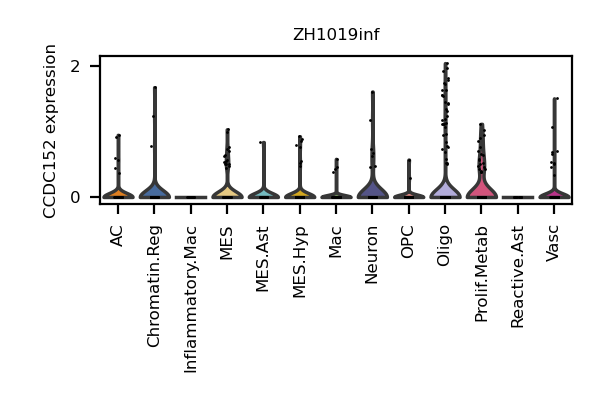 ZH1019inf
CCDC152 expression
2
0
AC
Chromatin.Reg
Inflammatory.Mac
MES
MES.Ast
MES.Hyp
Mac
Neuron
OPC
Oligo
Prolif.Metab
Reactive.Ast
Vasc